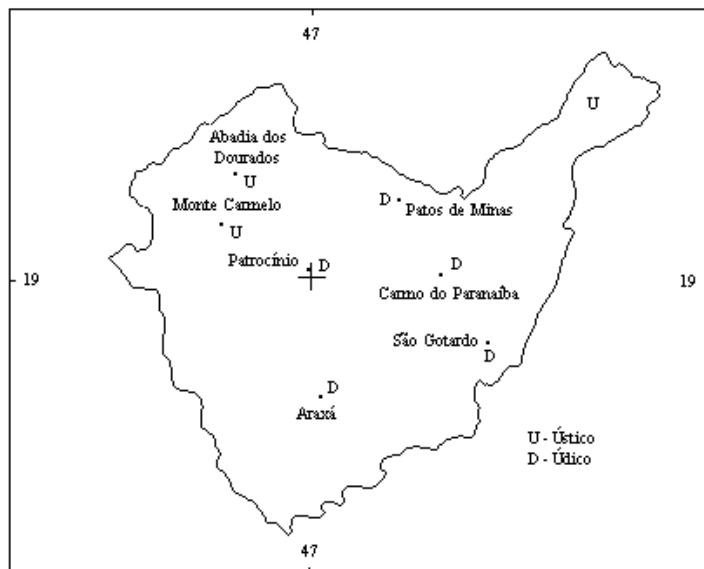 47
U
Abadia dos
Dourados
U
D
Patos de Minas
Monte Carmelo
U
Patrocínio
D
D
19
19
Carmo do Paranaíba
São Gotardo
D
D
Araxá
U - Ústico
D - Údico
47